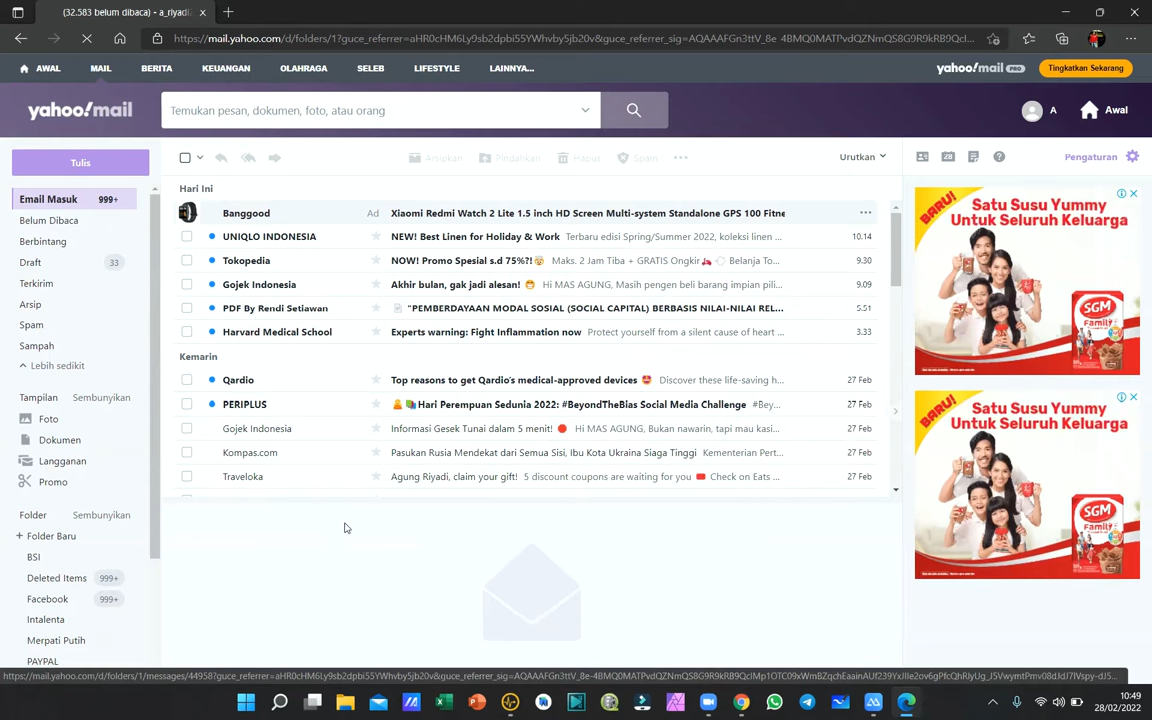 (32.583 belum dibaca) - a_riyadi
mail.yahoo.com/d/folders/1?guce_referrer=
AWAL MAIL BERITA KEUANGAN OLAHRAGA SELEB LIFESTYLE LAINNYA...
yahoo!mail PRO Tingkatkan Sekarang
yahoo!mail Temukan pesan, dokumen, foto, atau orang A Awal
Tulis
Arsipkan Pindahkan Hapus Spam Urutkan
Pengaturan
Email Masuk 999+
Belum Dibaca
Berbintang
Draft 33
Terkirim
Arsip
Spam
Sampah
Lebih sedikit
Tampilan Sembunyikan
Foto
Dokumen
Langganan
Promo
Folder Sembunyikan
+ Folder Baru
BSI
Deleted Items 999+
Facebook 999+
Intalenta
Merpati Putih
PAYPAL
Hari Ini
Banggood Ad Xiaomi Redmi Watch 2 Lite 1.5 inch HD Screen Multi-system Standalone GPS 100 Fitne
UNIQLO INDONESIA NEW! Best Linen for Holiday & Work Terbaru edisi Spring/Summer 2022, koleksi linen ... 10.14
Tokopedia NOW! Promo Spesial s.d 75%?!🤯 Maks. 2 Jam Tiba + GRATIS Ongkir🛵 Belanja To... 9.30
Gojek Indonesia Akhir bulan, gak jadi alesan! 😁 Hi MAS AGUNG, Masih pengen beli barang impian pili... 9.09
PDF By Rendi Setiawan "PEMBERDAYAAN MODAL SOSIAL (SOCIAL CAPITAL) BERBASIS NILAI-NILAI REL... 5.51
Harvard Medical School Experts warning: Fight Inflammation now Protect yourself from a silent cause of heart ... 3.33
Kemarin
Qardio Top reasons to get Qardio's medical-approved devices 🤩 Discover these life-saving h... 27 Feb
PERIPLUS Hari Perempuan Sedunia 2022: #BeyondTheBias Social Media Challenge #Bey... 27 Feb
Gojek Indonesia Informasi Gesek Tunai dalam 5 menit! 🔴 Hi MAS AGUNG, Bukan nawarin, tapi mau kasi... 27 Feb
Kompas.com Pasukan Rusia Mendekat dari Semua Sisi, Ibu Kota Ukraina Siaga Tinggi Kementerian Pert... 27 Feb
Traveloka Agung Riyadi, claim your gift! 5 discount coupons are waiting for you Check on Eats ... 27 Feb
BARU!
Satu Susu Yummy
Untuk Seluruh Keluarga
SGM
Family
BARU!
Satu Susu Yummy
Untuk Seluruh Keluarga
SGM
Family
https://mail.yahoo.com/d/folders/1/messages/44958?guce_referrer=
10:49
28/02/2022